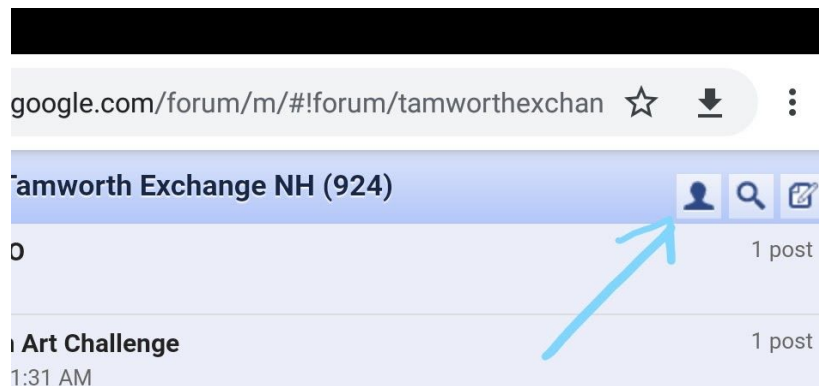 google.com/forum/m/#!forum/tamworthexchan
Tamworth Exchange NH (924)
1 post
Art Challenge
1 post
1:31 AM